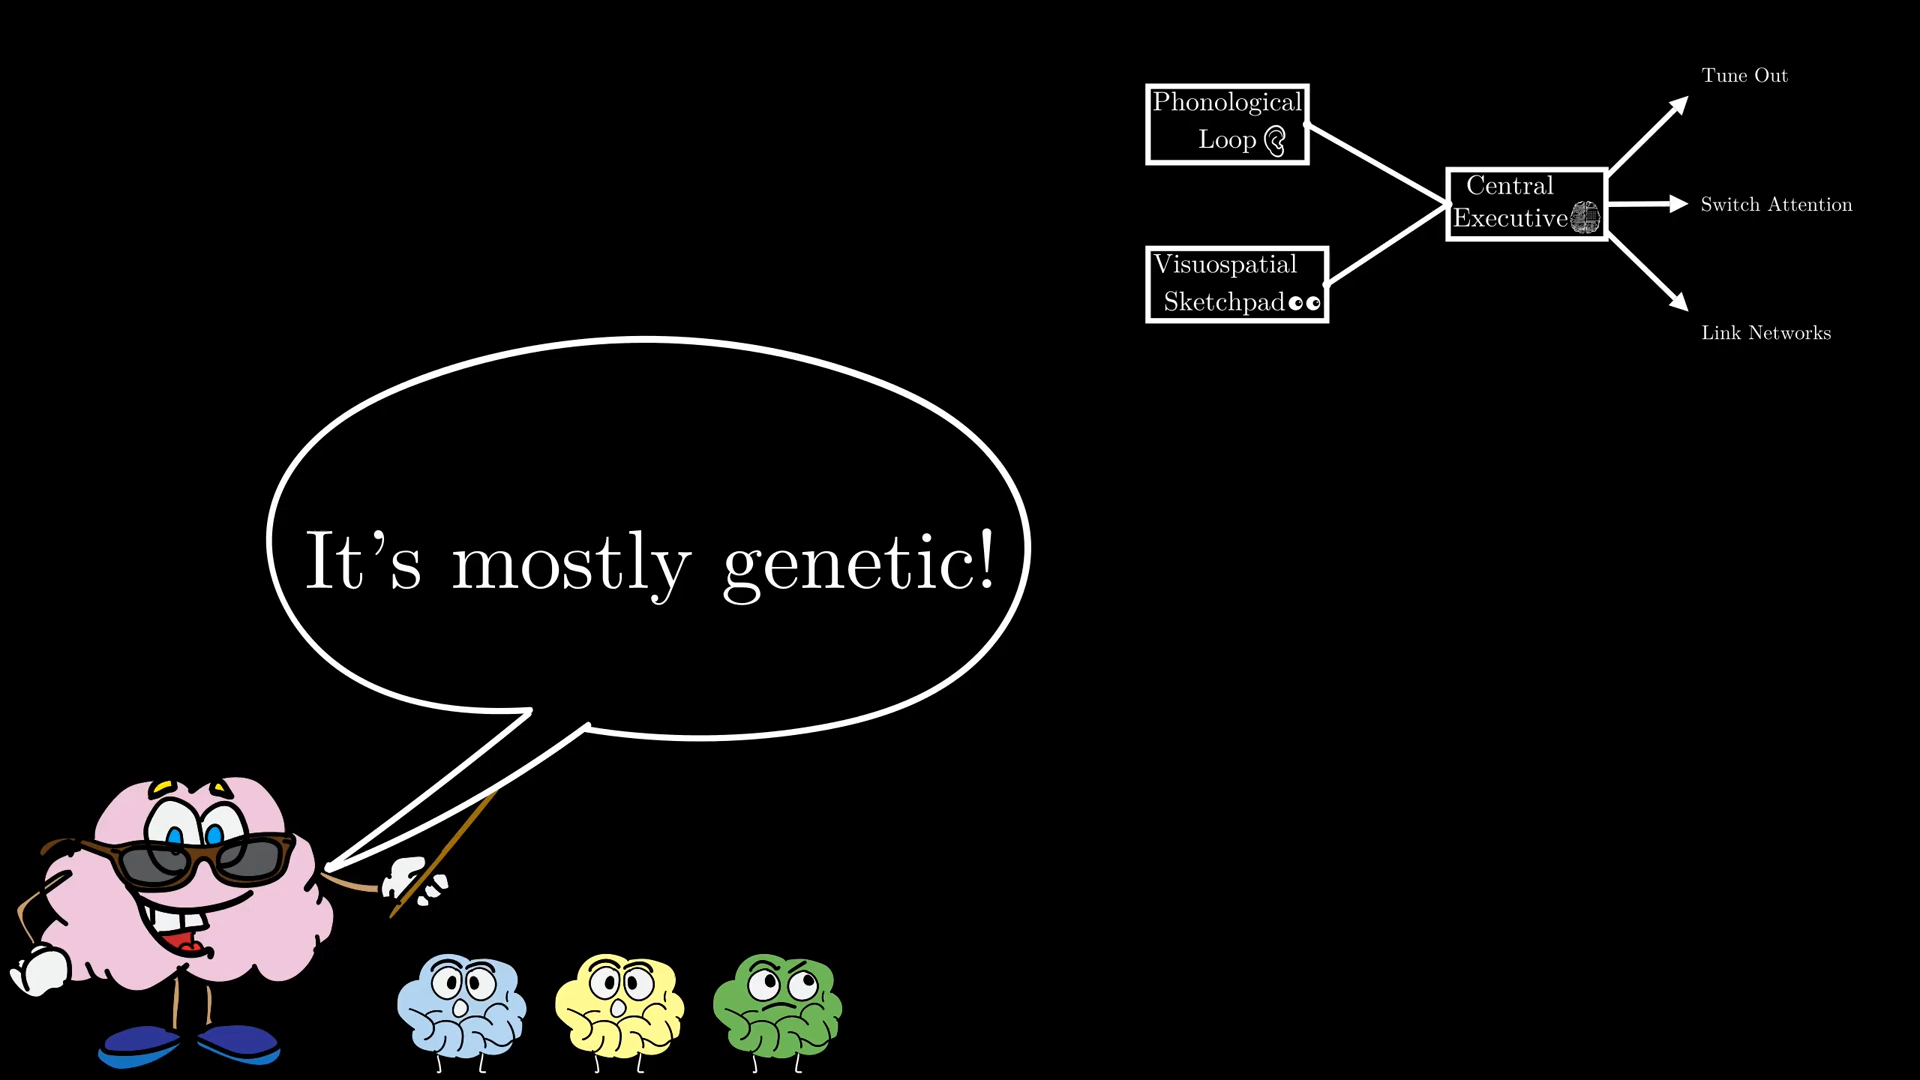 Phonological
Loop
Visuospatial
Sketchpad
Central
Executive
Tune Out
Switch Attention
Link Networks
It's mostly genetic!